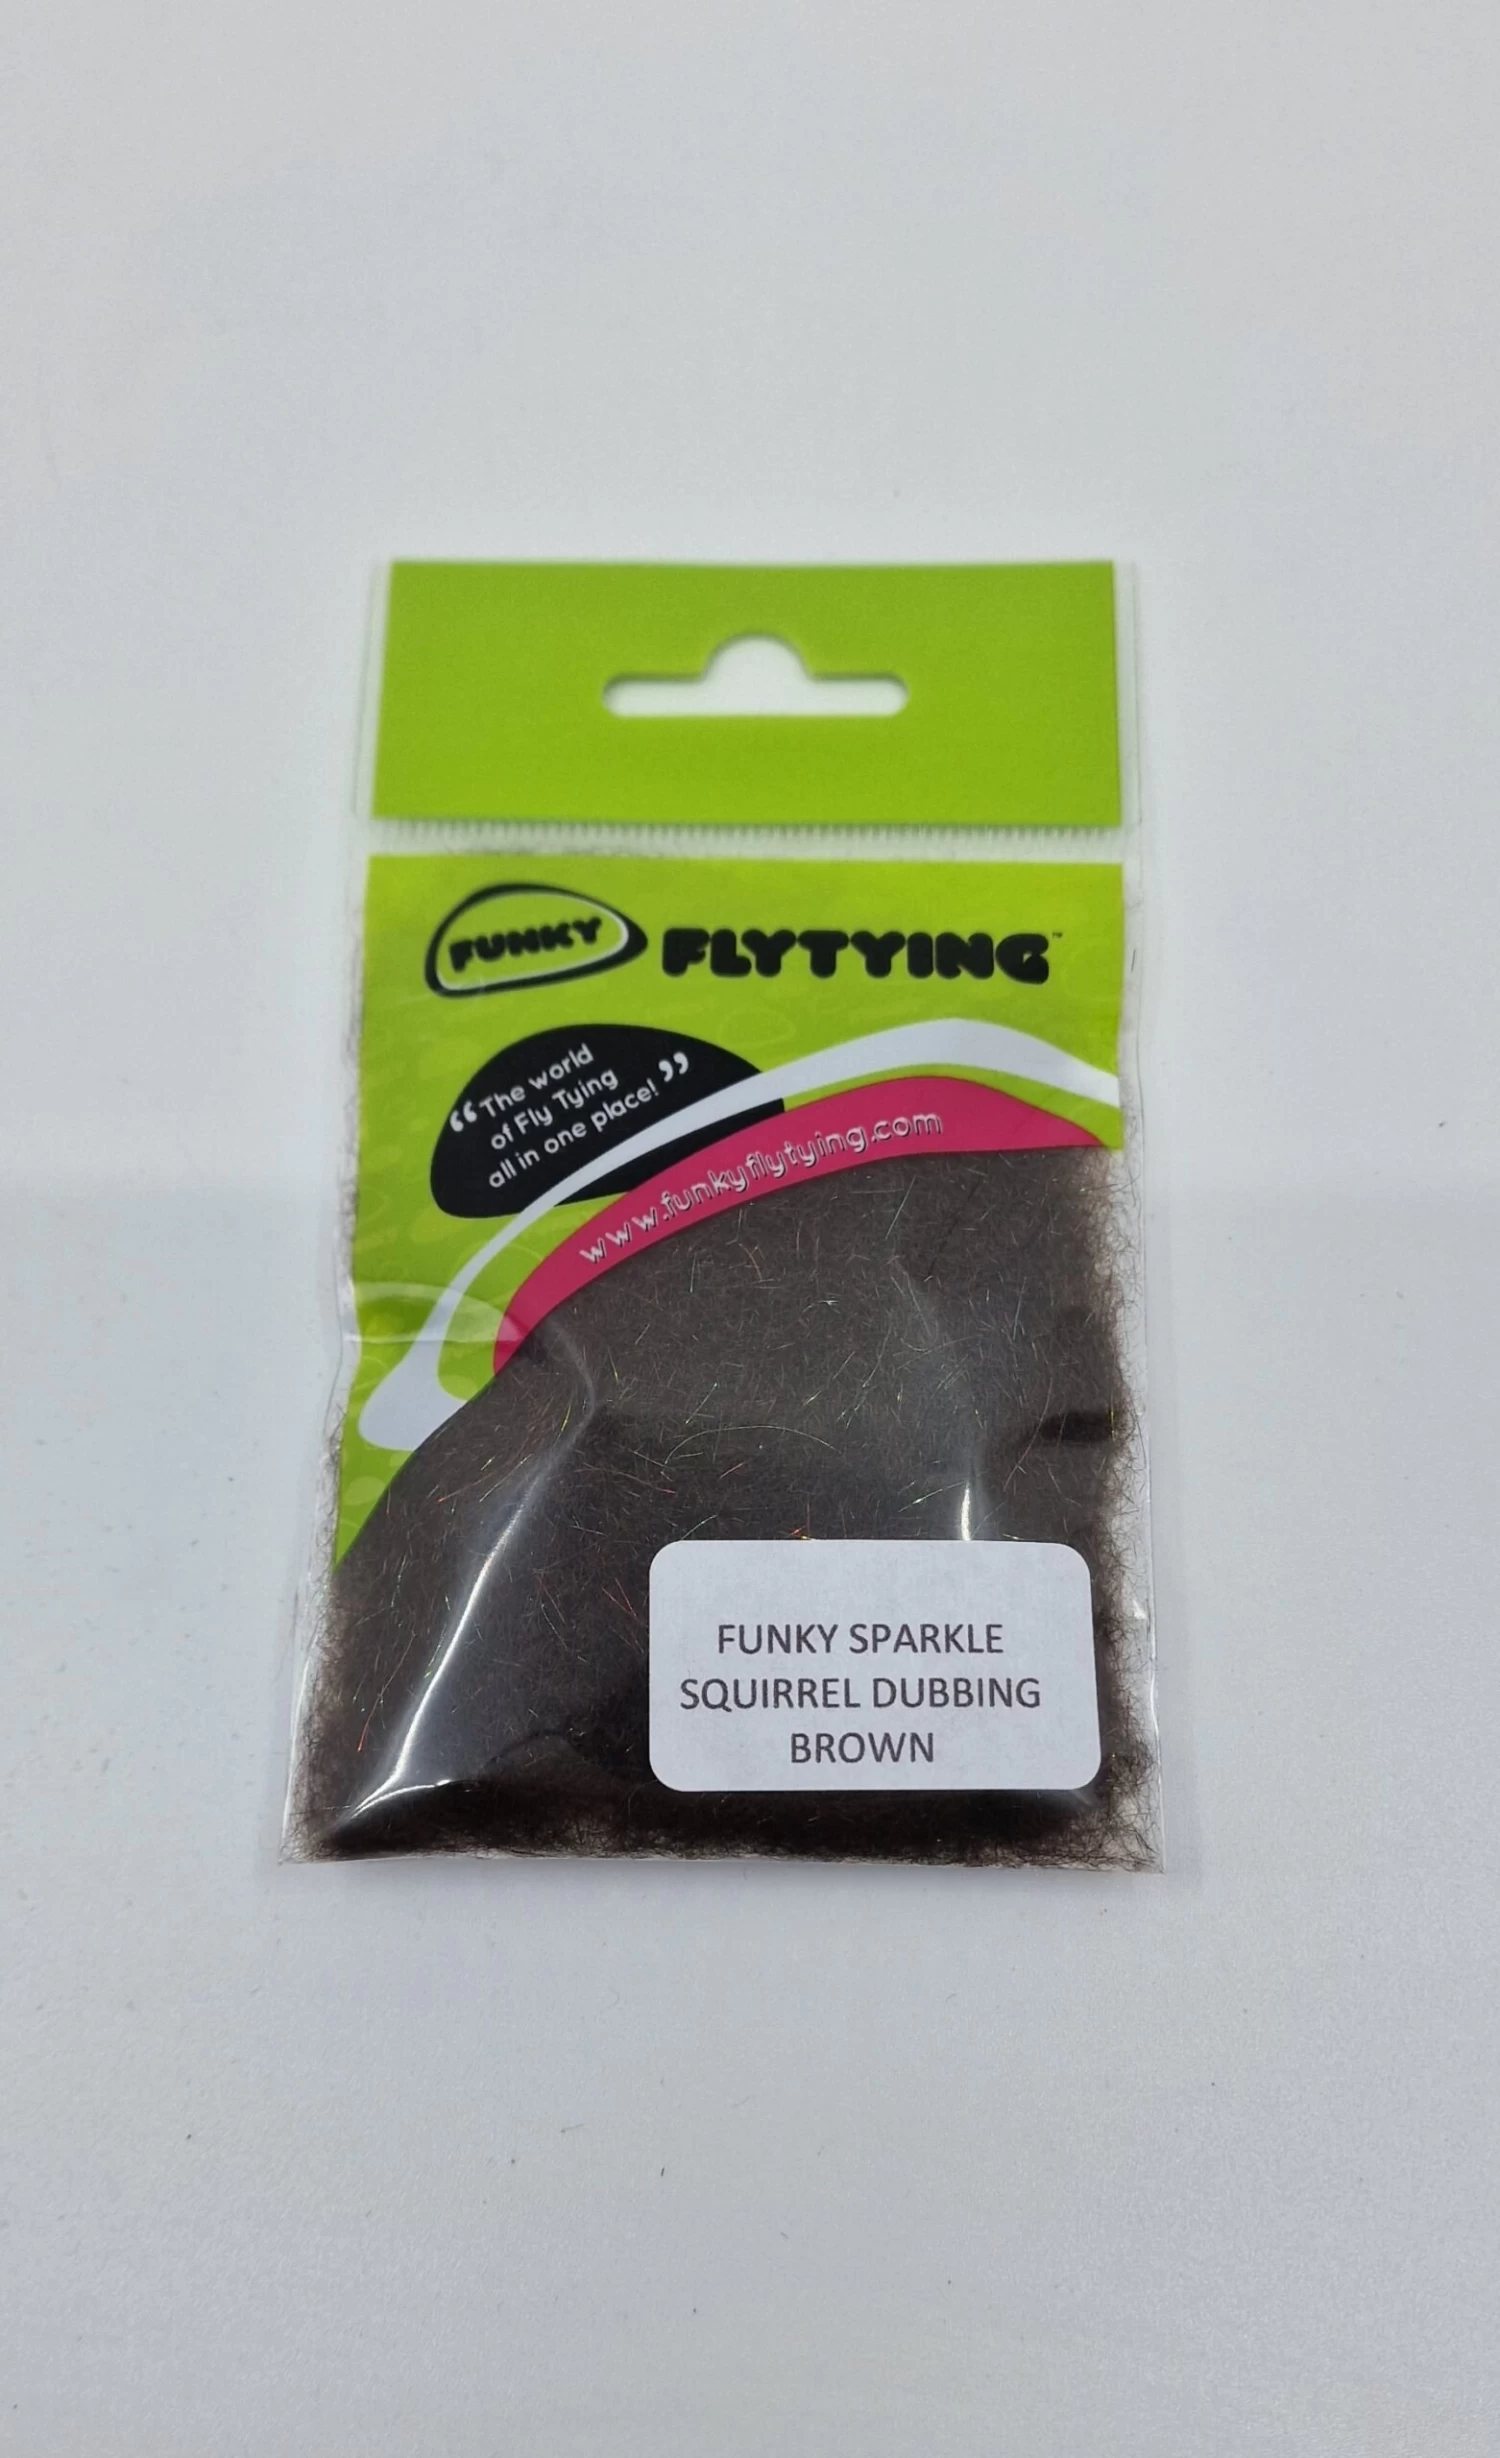 FUNKY FLYTYING™
“The world
of Fly Tying
all in one place!”
www.funkyflytying.com
FUNKY SPARKLE
SQUIRREL DUBBING
BROWN